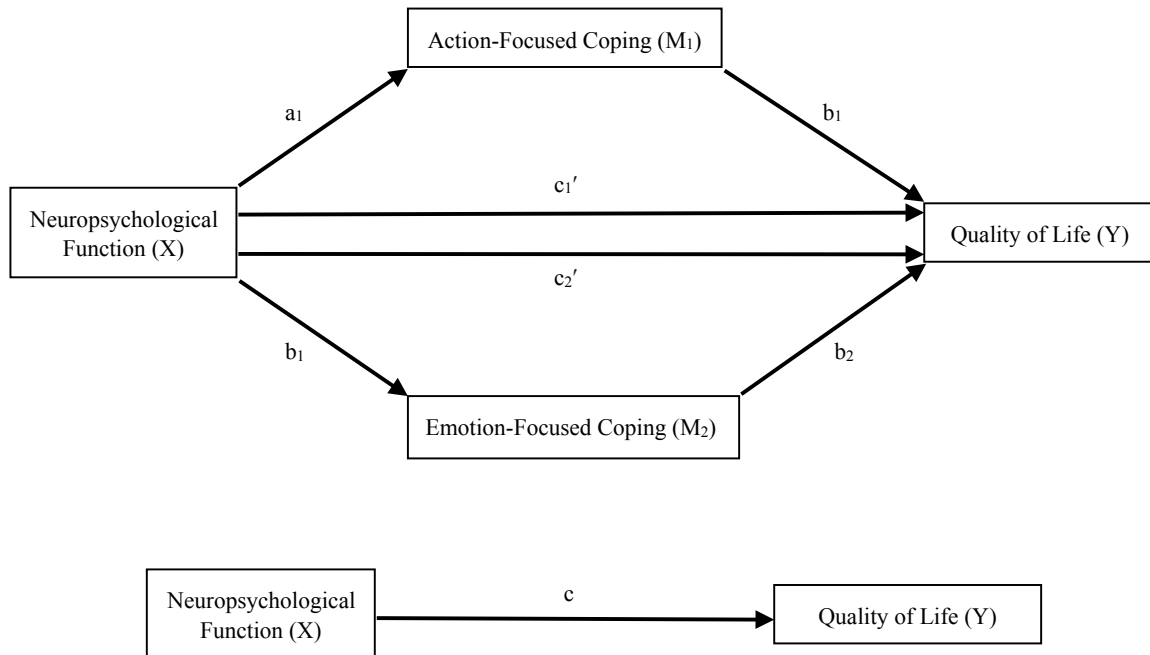 Action-Focused Coping (M₁)
a₁
b₁
c₁′
Neuropsychological
Function (X)
Quality of Life (Y)
c₂′
b₁
b₂
Emotion-Focused Coping (M₂)
c
Neuropsychological
Function (X)
Quality of Life (Y)